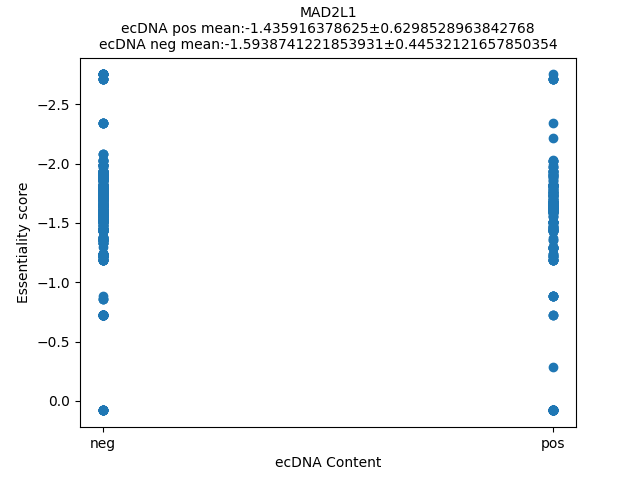 MAD2L1
ecDNA pos mean:-1.435916378625±0.6298528963842768
ecDNA neg mean:-1.5938741221853931±0.44532121657850354
−2.5
−2.0
−1.5
−1.0
−0.5
0.0
Essentiality score
neg
pos
ecDNA Content